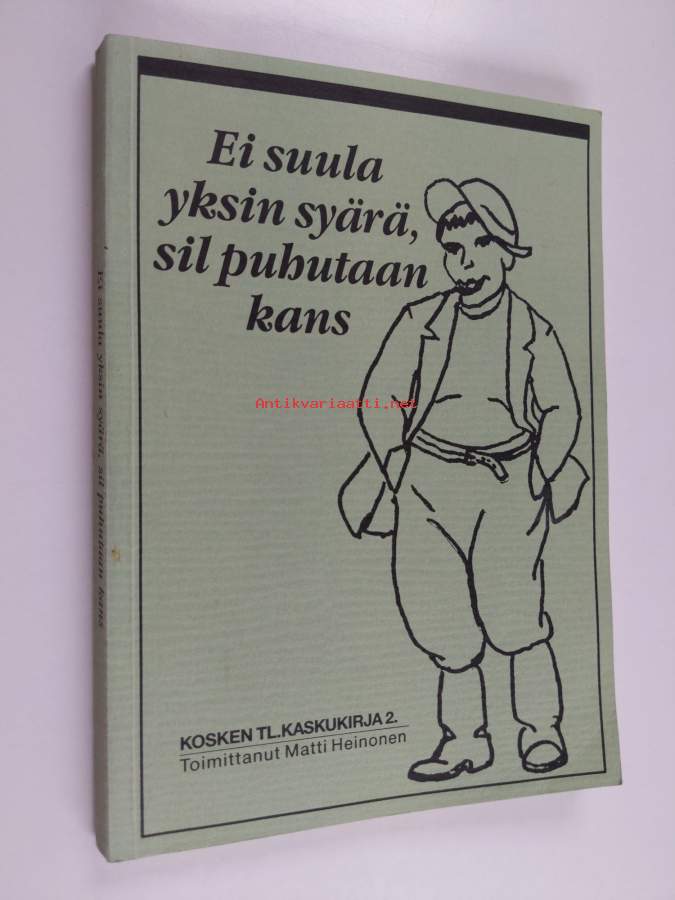 Ei suula
yksin syärä,
sil puhutaan
kans
Antikvariaatti.net
KOSKEN TL.KASKUKIRJA 2.
Toimittanut Matti Heinonen
Ei suula yksin syärä, sil puhutaan kans